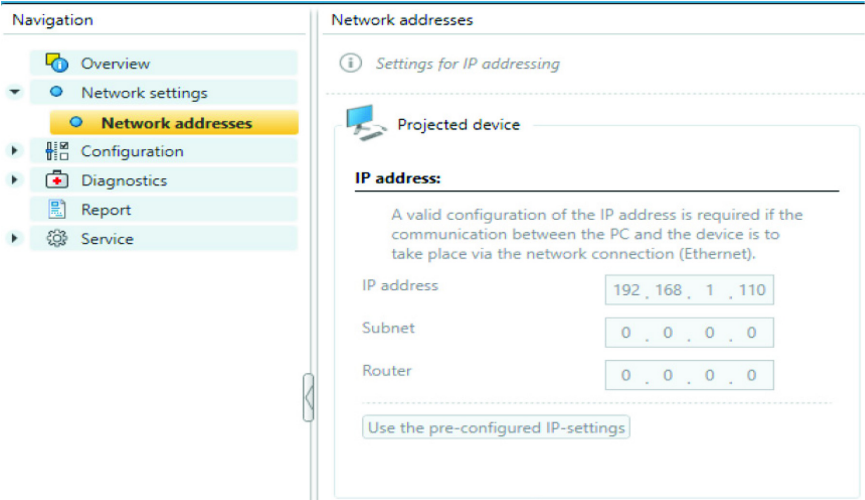 Navigation
Overview
Network settings
Network addresses
Configuration
Diagnostics
Report
Service
Network addresses
Settings for IP addressing
Projected device
IP address:
A valid configuration of the IP address is required if the
communication between the PC and the device is to
take place via the network connection (Ethernet).
IP address 192 . 168 . 1 . 110
Subnet 0 . 0 . 0 . 0
Router 0 . 0 . 0 . 0
Use the pre-configured IP-settings